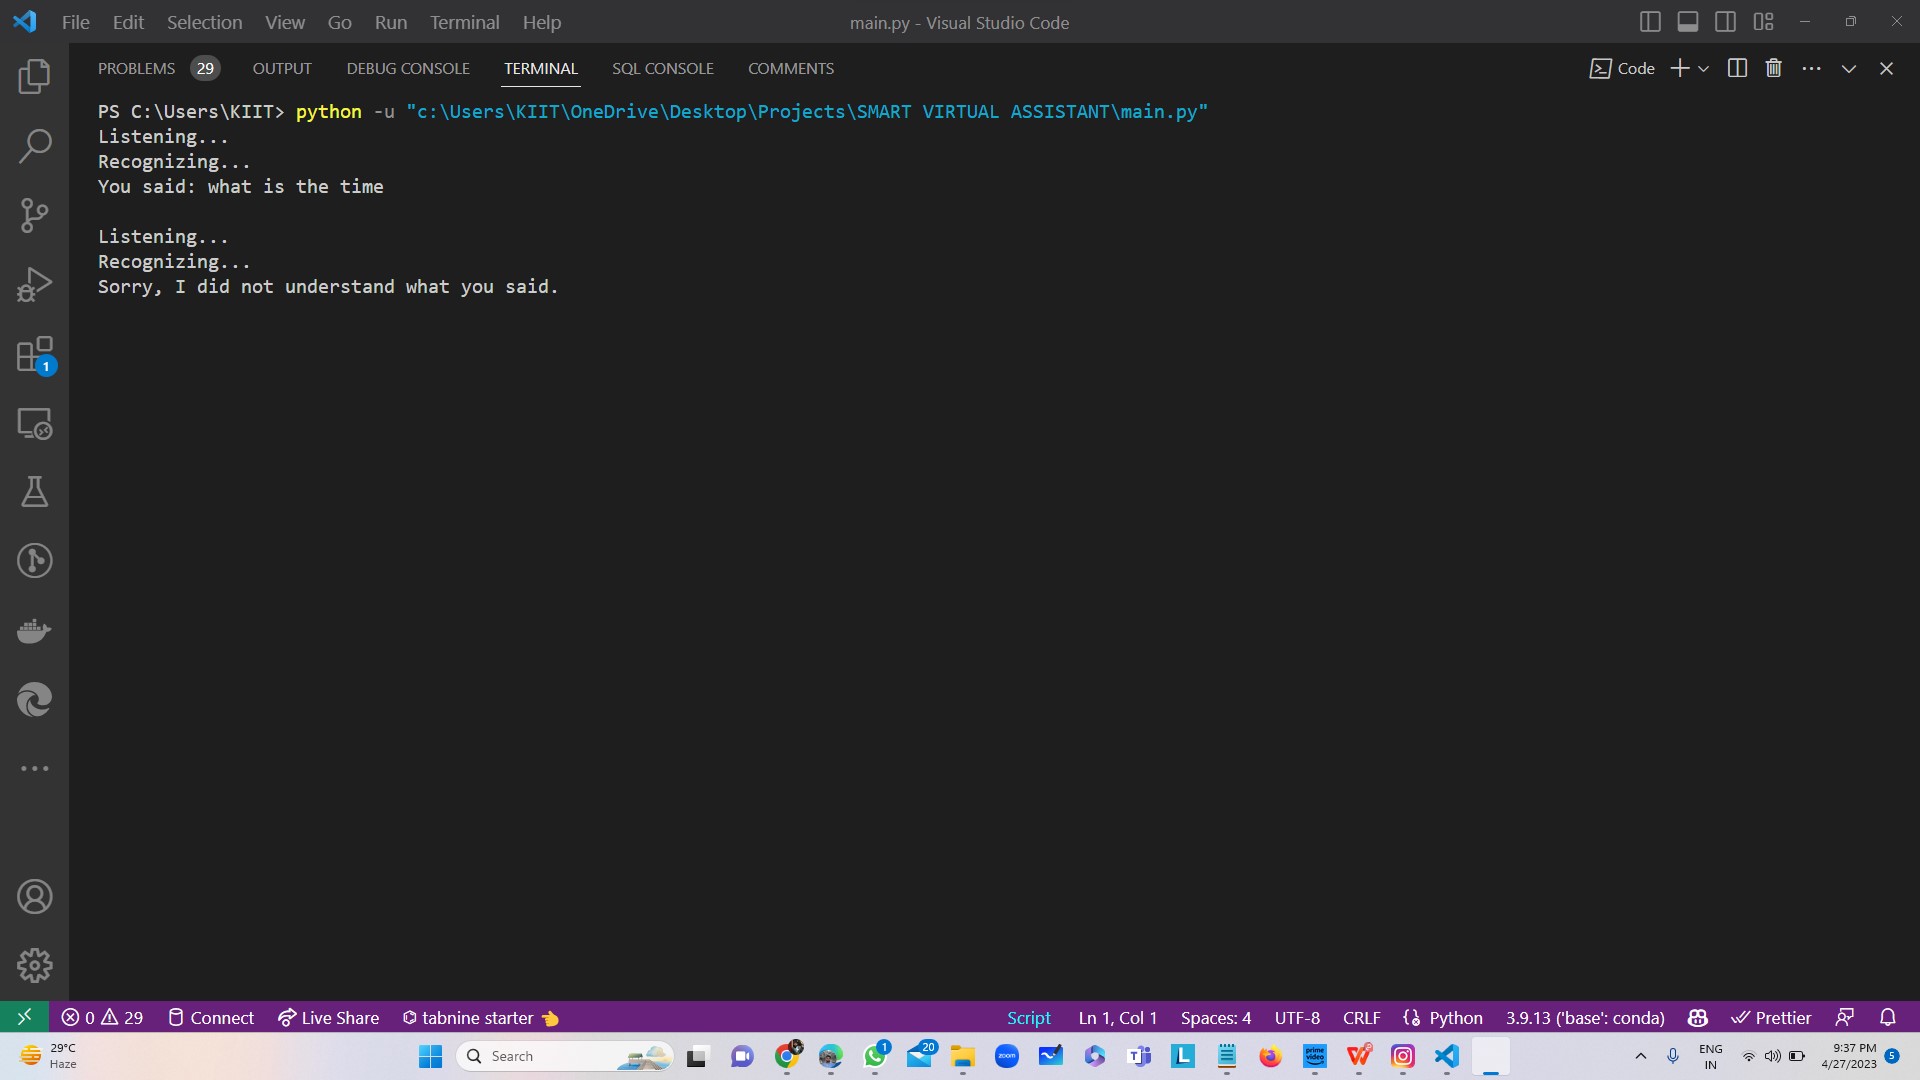 File Edit Selection View Go Run Terminal Help main.py - Visual Studio Code
PROBLEMS 29 OUTPUT DEBUG CONSOLE TERMINAL SQL CONSOLE COMMENTS Code
PS C:\Users\KIIT> python -u "c:\Users\KIIT\OneDrive\Desktop\Projects\SMART VIRTUAL ASSISTANT\main.py"
Listening...
Recognizing...
You said: what is the time
Listening...
Recognizing...
Sorry, I did not understand what you said.
1
0 29 Connect Live Share tabnine starter Script Ln 1, Col 1 Spaces: 4 UTF-8 CRLF Python 3.9.13 ('base': conda) Prettier
29°C
Haze
Search
1
20
zoom
L
prime video
ENG
IN
9:37 PM
4/27/2023
5